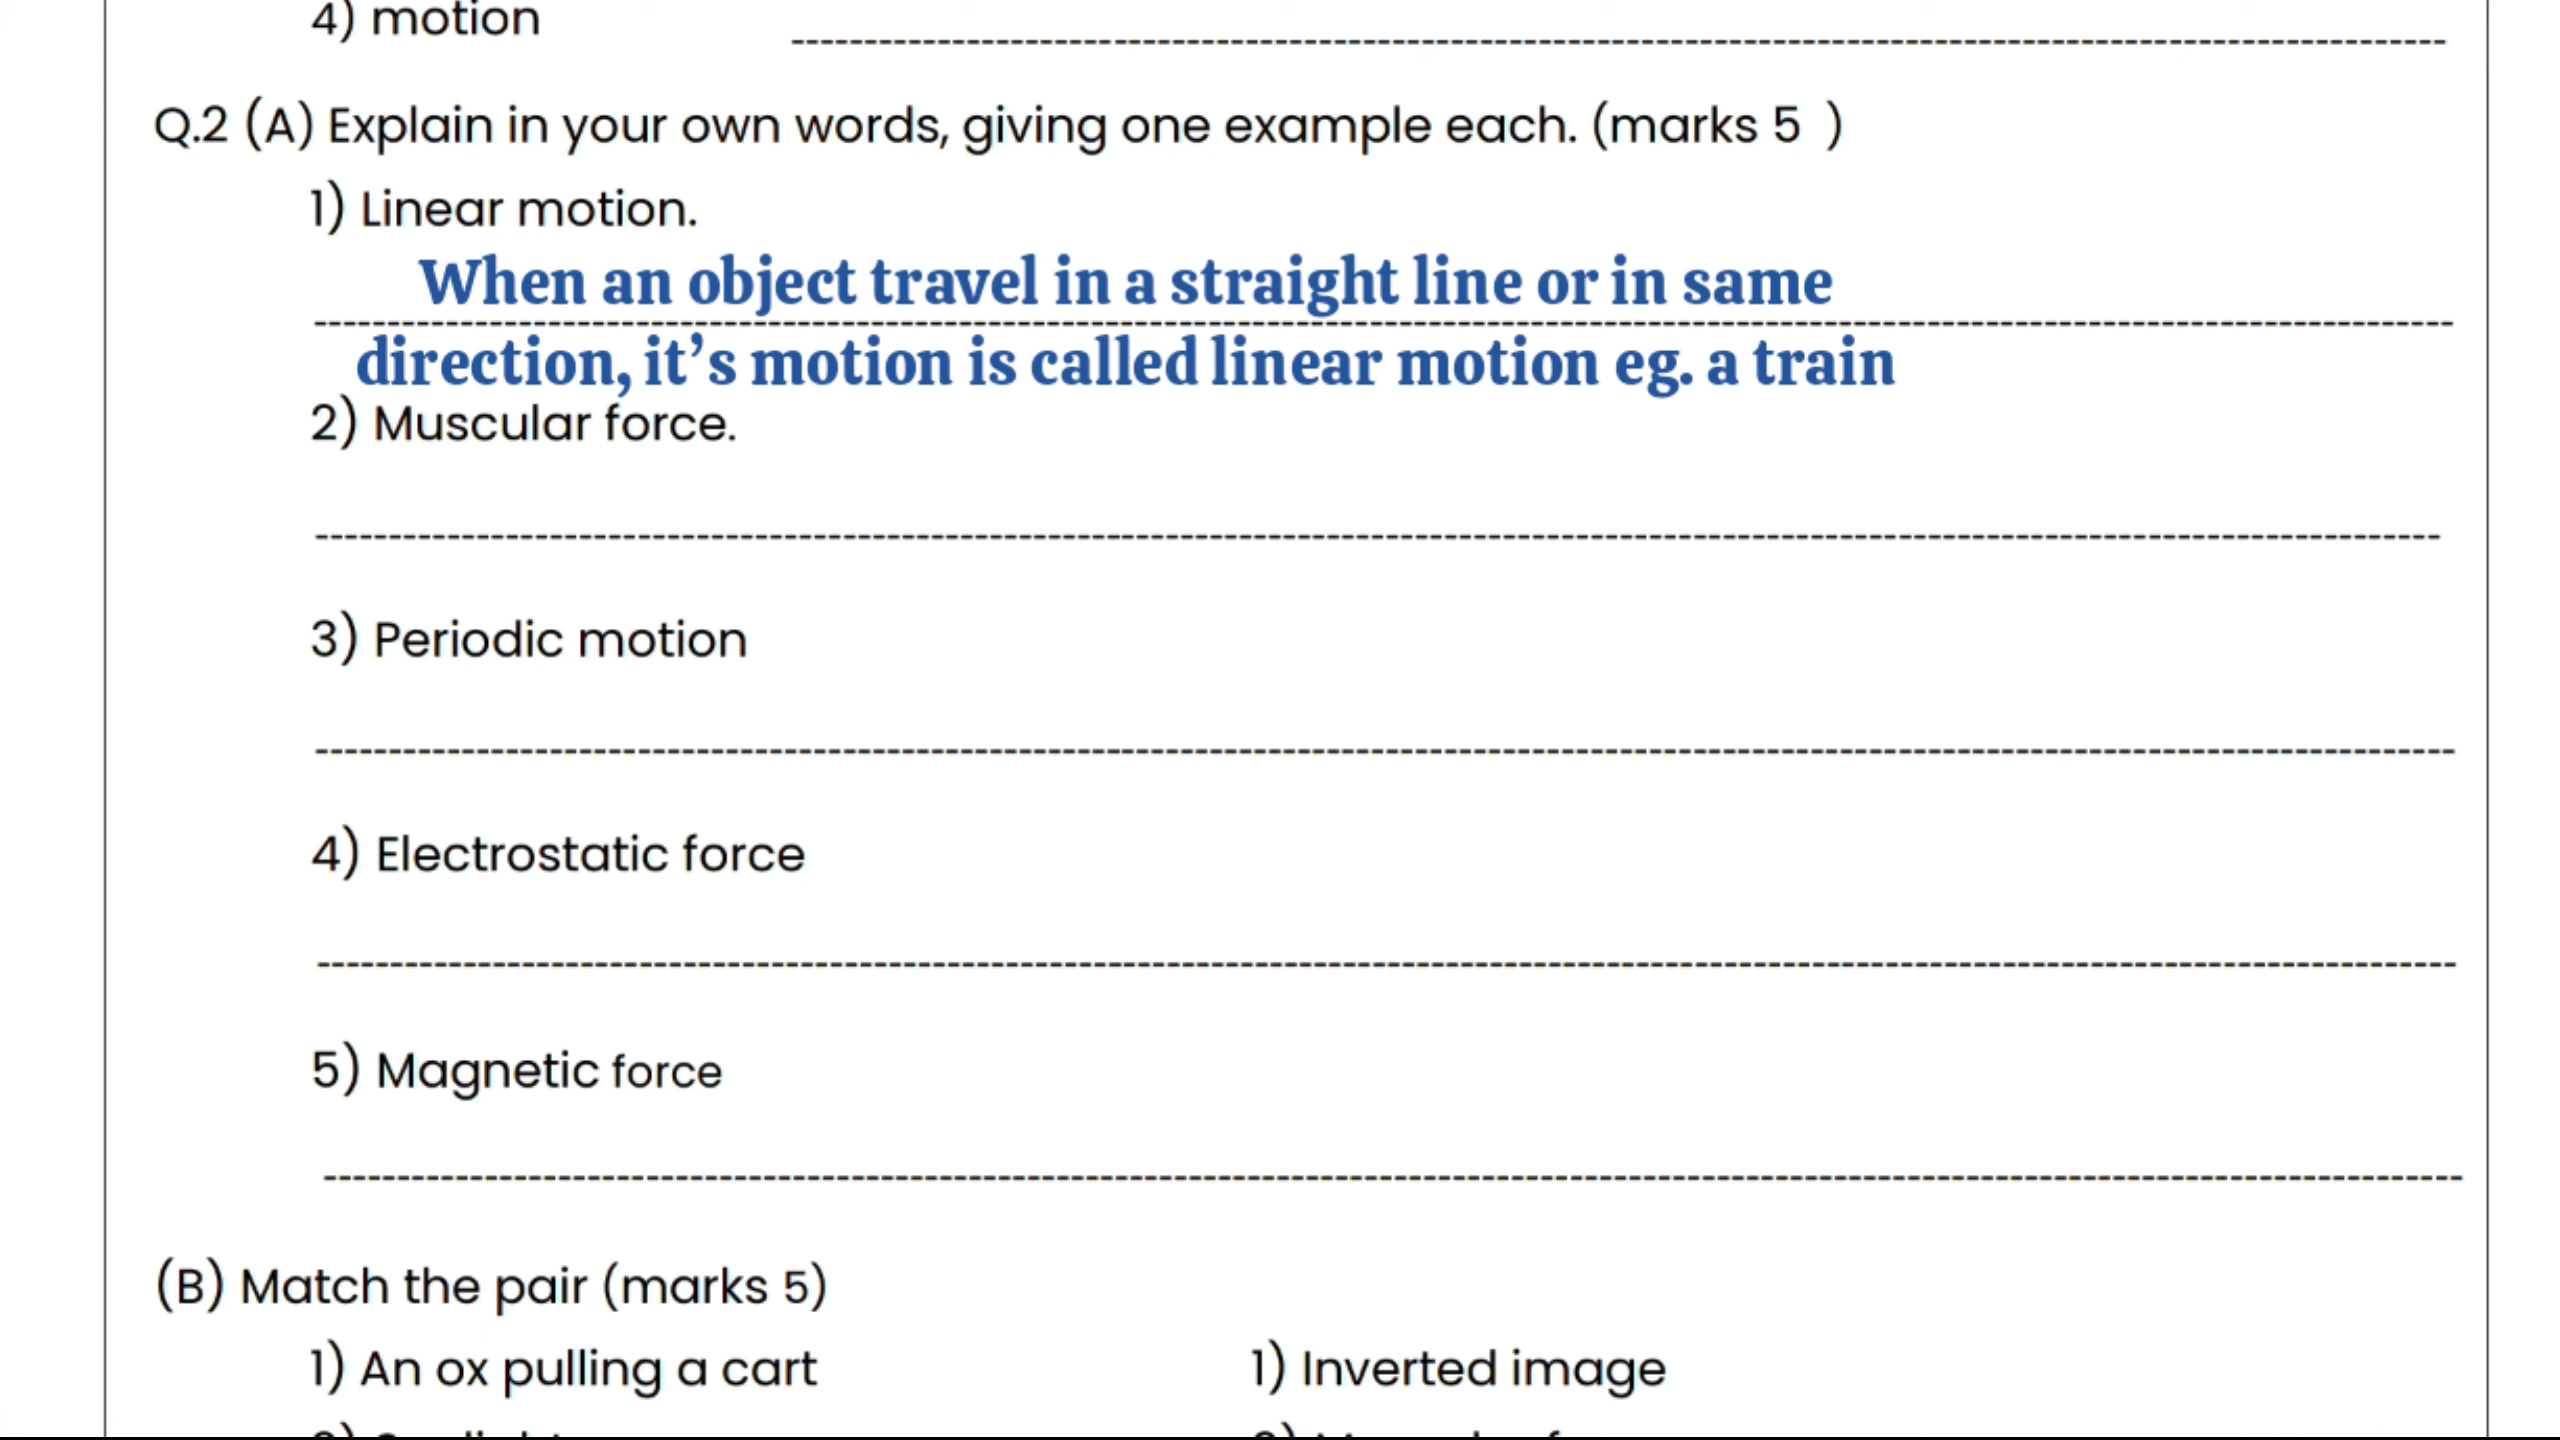 4) motion
Q.2 (A) Explain in your own words, giving one example each. (marks 5 )
1) Linear motion.
When an object travel in a straight line or in same
direction, it’s motion is called linear motion eg. a train
2) Muscular force.
3) Periodic motion
4) Electrostatic force
5) Magnetic force
(B) Match the pair (marks 5)
1) An ox pulling a cart
1) Inverted image